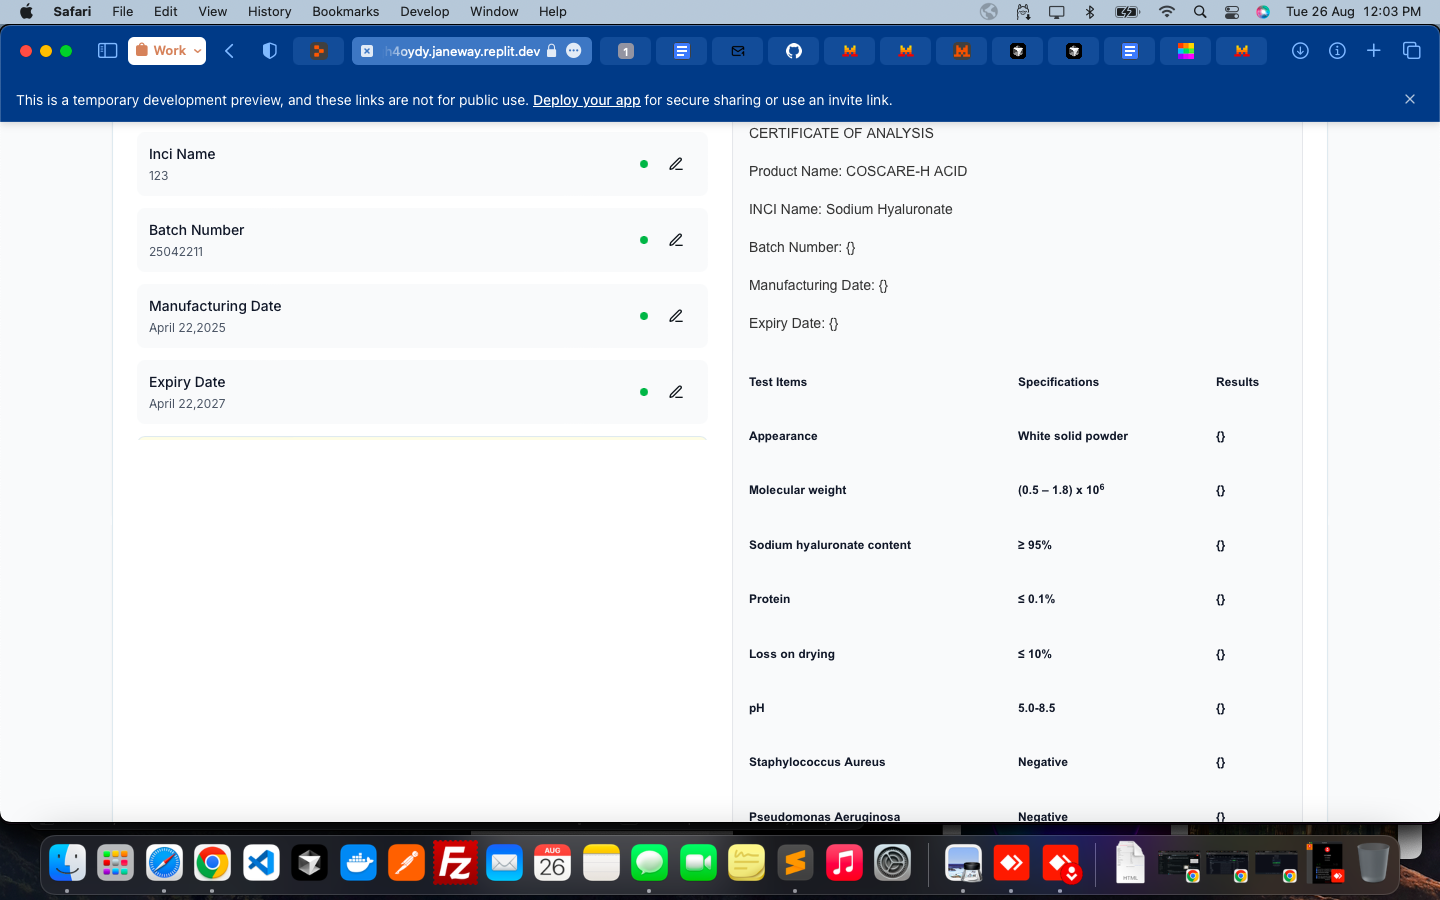 Safari File Edit View History Bookmarks Develop Window Help Tue 26 Aug 12:03 PM
Work h4oydy.janeway.replit.dev 1
This is a temporary development preview, and these links are not for public use. Deploy your app for secure sharing or use an invite link.
Inci Name
123
Batch Number
25042211
Manufacturing Date
April 22,2025
Expiry Date
April 22,2027
CERTIFICATE OF ANALYSIS
Product Name: COSCARE-H ACID
INCI Name: Sodium Hyaluronate
Batch Number: {}
Manufacturing Date: {}
Expiry Date: {}
Test Items Specifications Results
Appearance White solid powder {}
Molecular weight (0.5 – 1.8) x 10⁶ {}
Sodium hyaluronate content ≥ 95% {}
Protein ≤ 0.1% {}
Loss on drying ≤ 10% {}
pH 5.0-8.5 {}
Staphylococcus Aureus Negative {}
Pseudomonas Aeruginosa Negative {}
Fz AUG 26 HTML